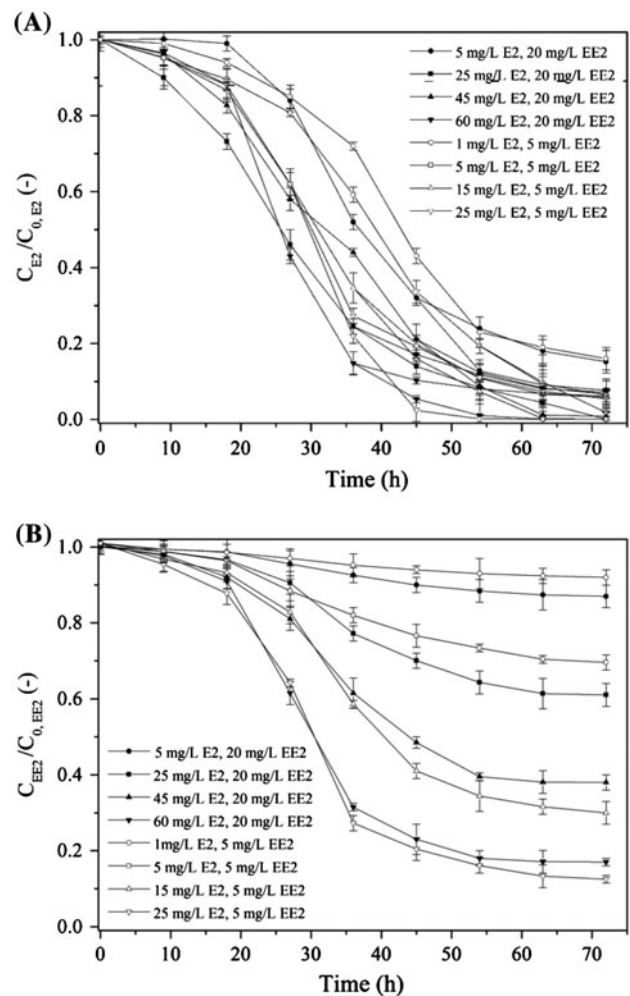 (A)
1.0
0.8
0.6
0.4
0.2
0.0
C_E2/C_0, E2 (-)
5 mg/L E2, 20 mg/L EE2
25 mg/L E2, 20 mg/L EE2
45 mg/L E2, 20 mg/L EE2
60 mg/L E2, 20 mg/L EE2
1 mg/L E2, 5 mg/L EE2
5 mg/L E2, 5 mg/L EE2
15 mg/L E2, 5 mg/L EE2
25 mg/L E2, 5 mg/L EE2
0 10 20 30 40 50 60 70
Time (h)
(B)
1.0
0.8
0.6
0.4
0.2
0.0
C_EE2/C_0, EE2 (-)
5 mg/L E2, 20 mg/L EE2
25 mg/L E2, 20 mg/L EE2
45 mg/L E2, 20 mg/L EE2
60 mg/L E2, 20 mg/L EE2
1mg/L E2, 5 mg/L EE2
5 mg/L E2, 5 mg/L EE2
15 mg/L E2, 5 mg/L EE2
25 mg/L E2, 5 mg/L EE2
0 10 20 30 40 50 60 70
Time (h)